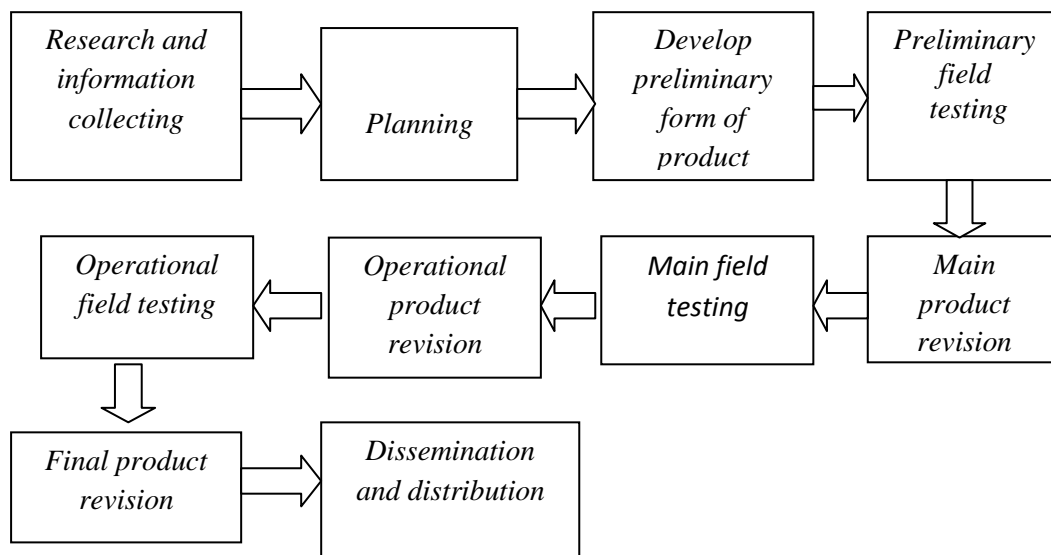 Research and
information
collecting
Planning
Develop
preliminary
form of
product
Preliminary
field
testing
Main
product
revision
Main field
testing
Operational
product
revision
Operational
field testing
Final product
revision
Dissemination
and distribution